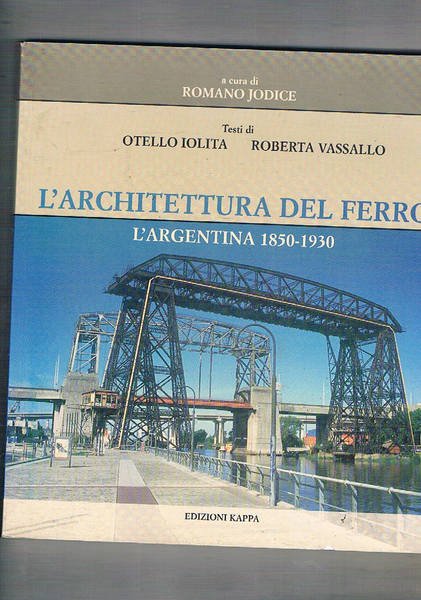 a cura di
ROMANO JODICE
Testi di
OTELLO IOLITA ROBERTA VASSALLO
L'ARCHITETTURA DEL FERRO
L'ARGENTINA 1850-1930
EDIZIONI KAPPA